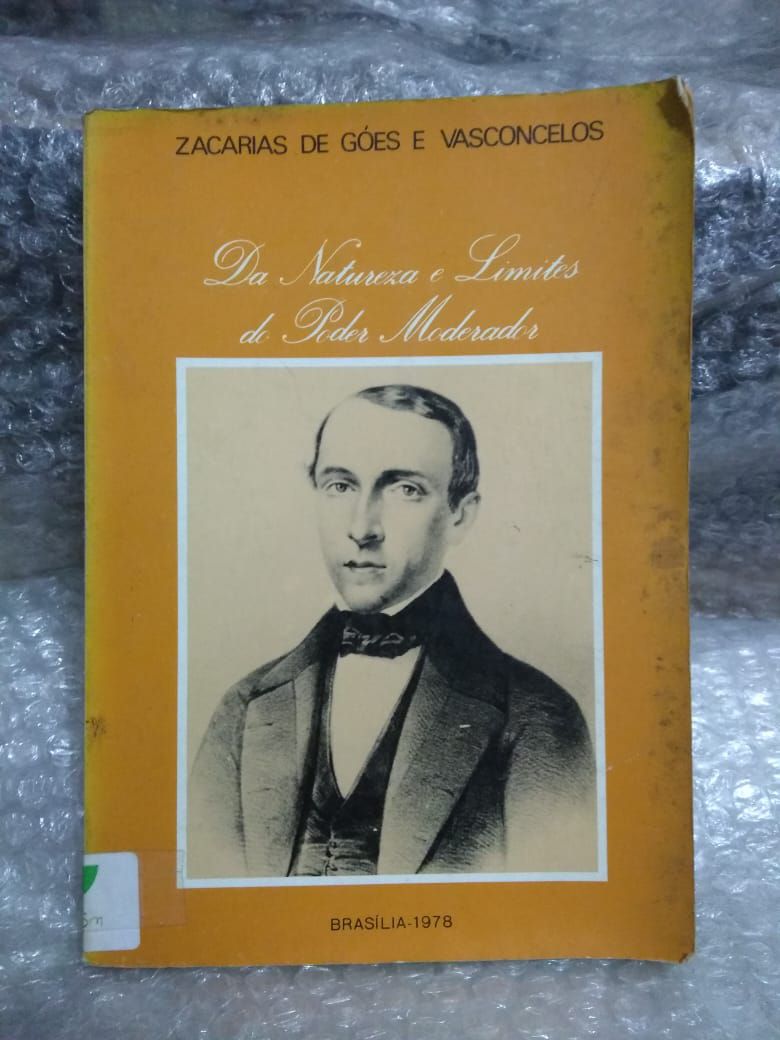 ZACARIAS DE GÓES E VASCONCELOS
Da Natureza e Limites
do Poder Moderador
BRASÍLIA-1978